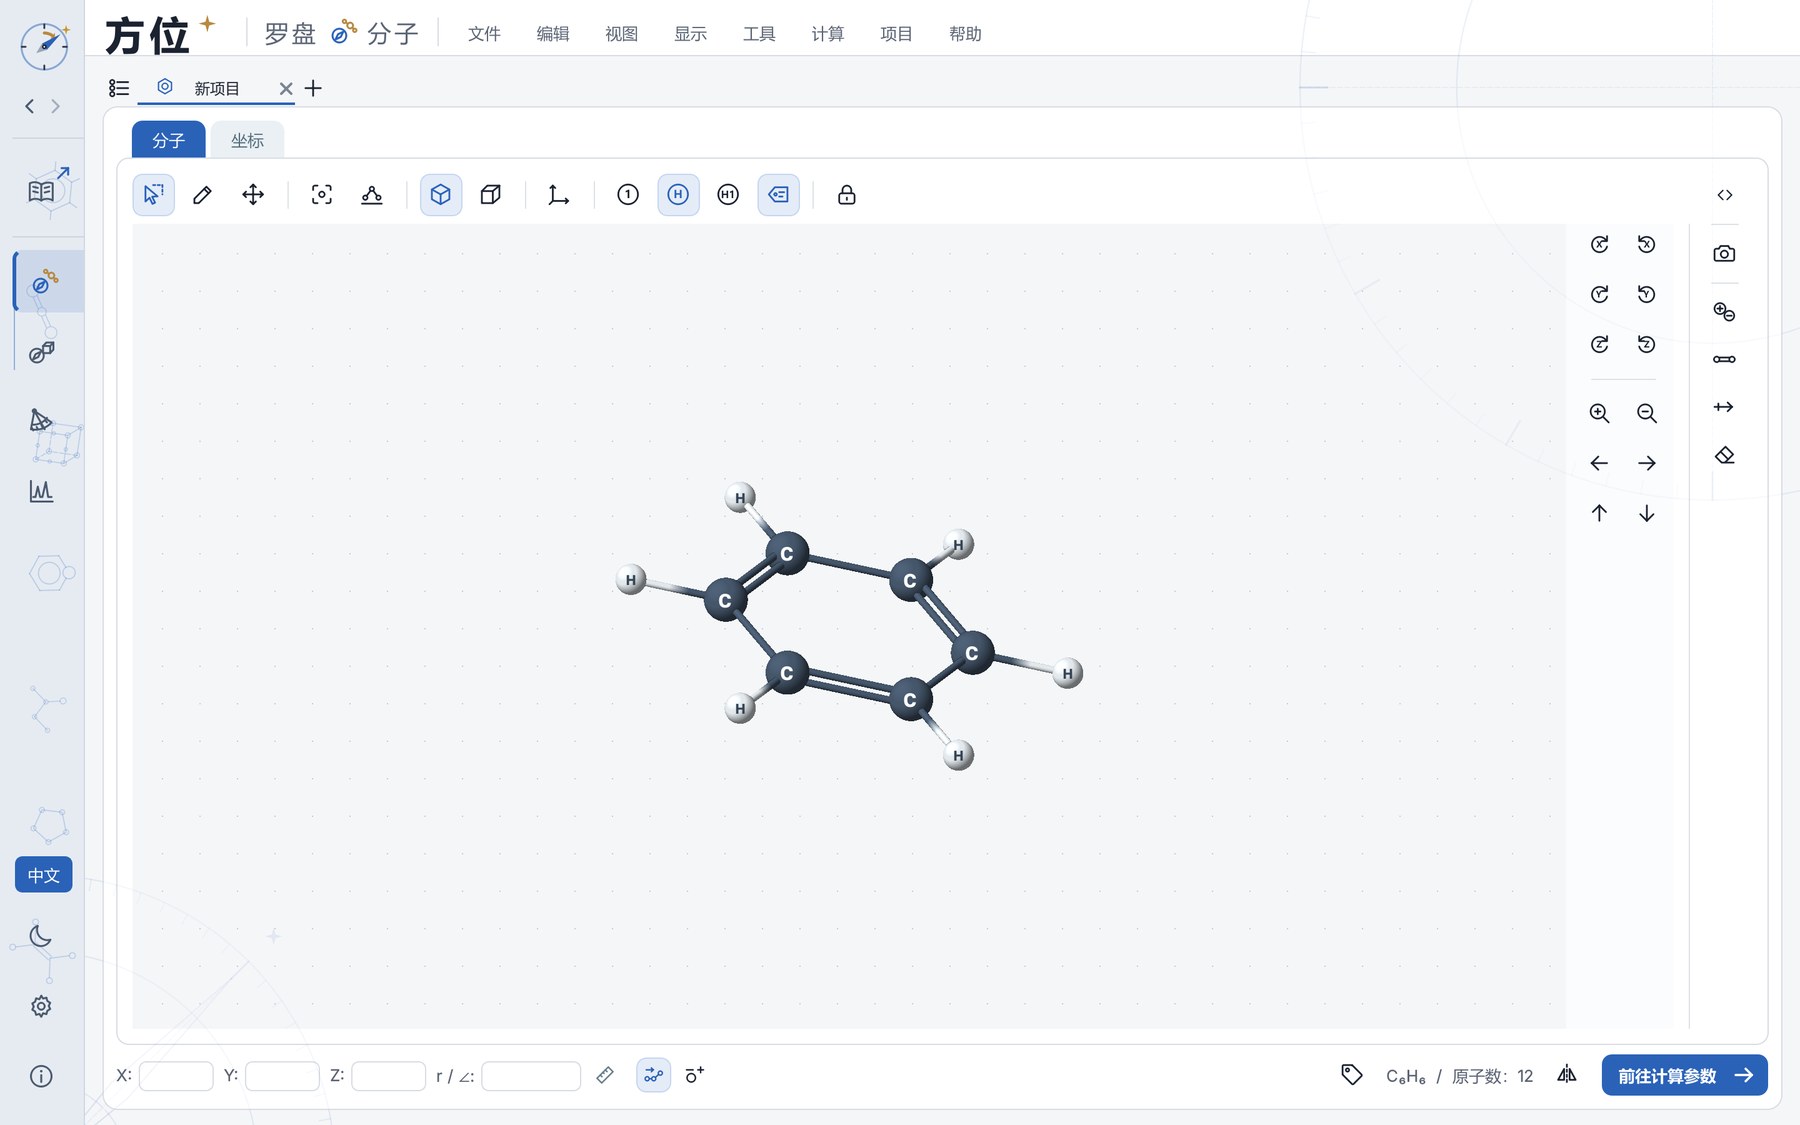 方位
罗盘 分子
文件 编辑 视图 显示 工具 计算 项目 帮助
新项目
分子 坐标
1 H H1
X X
Y Y
Z Z
H
H
C
C
H
H
C
C
C
H
C
H
H
中文
X: Y: Z: r / ∠:
C₆H₆ / 原子数: 12
前往计算参数